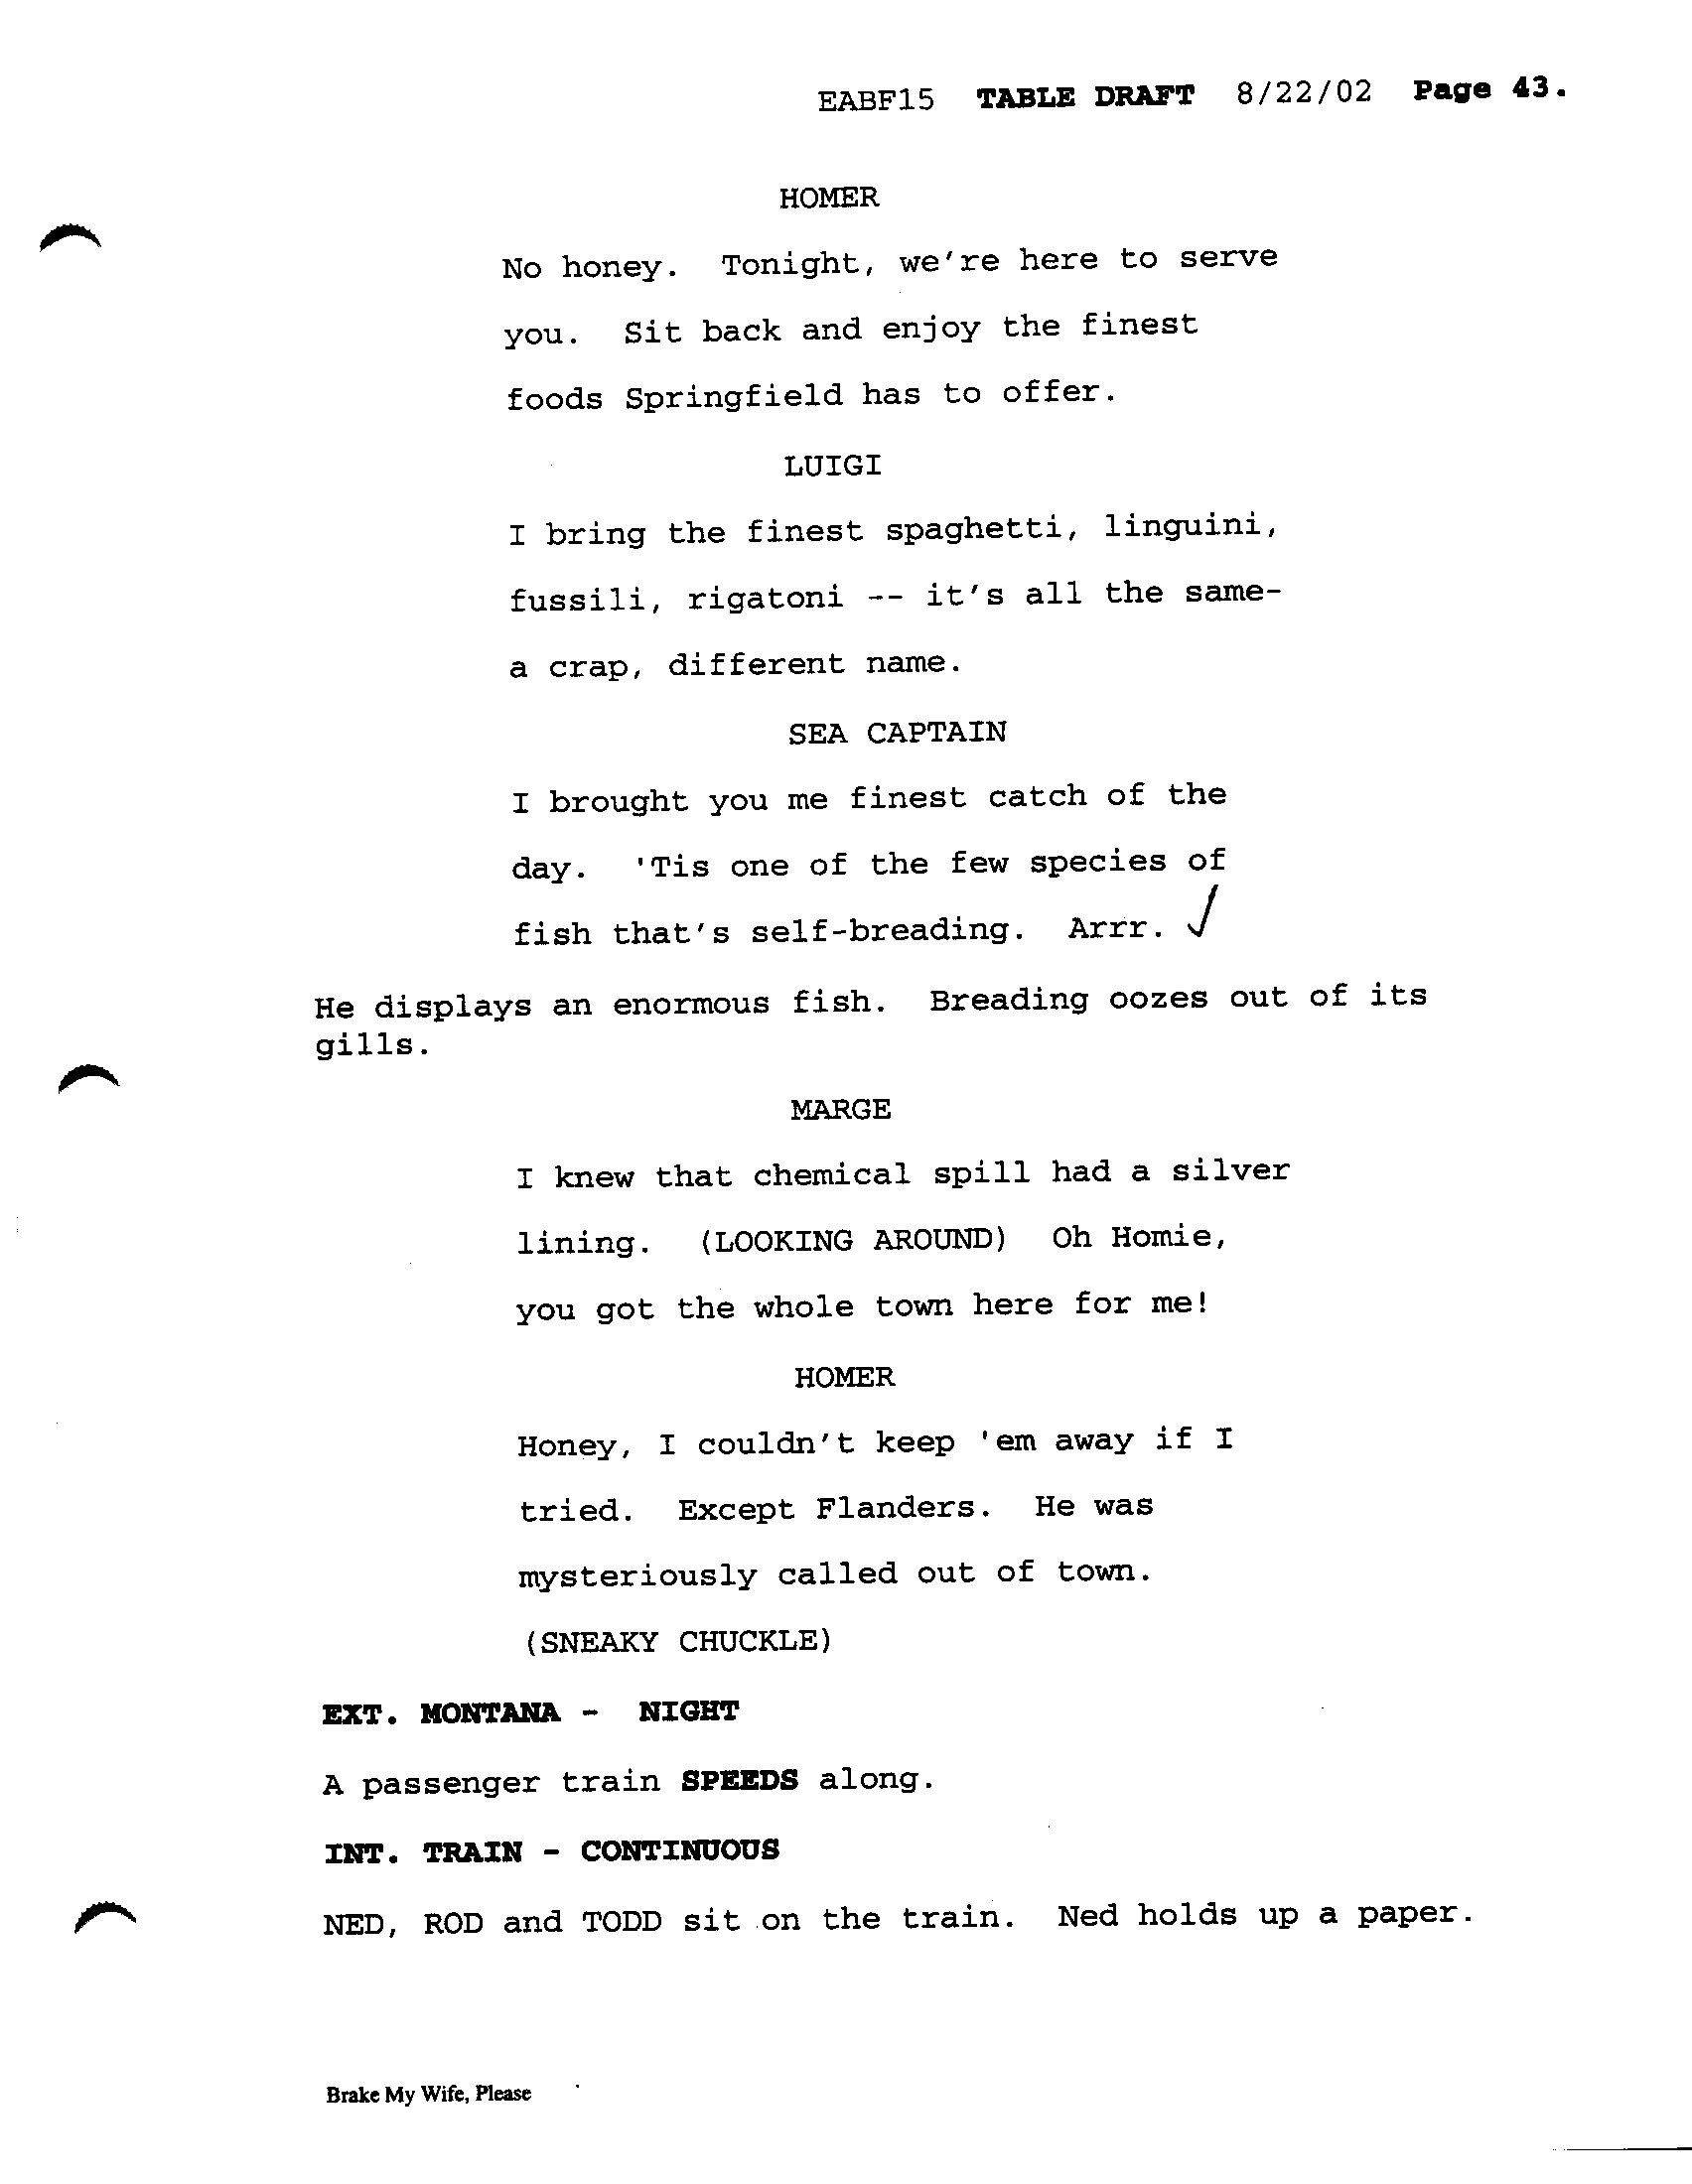 EABF15 TABLE DRAFT 8/22/02 Page 43.
HOMER
No honey. Tonight, we're here to serve
you. Sit back and enjoy the finest
foods Springfield has to offer.
LUIGI
I bring the finest spaghetti, linguini,
fussili, rigatoni -- it's all the same-
a crap, different name.
SEA CAPTAIN
I brought you me finest catch of the
day. 'Tis one of the few species of
fish that's self-breading. Arrr. ✓
He displays an enormous fish. Breading oozes out of its
gills.
MARGE
I knew that chemical spill had a silver
lining. (LOOKING AROUND) Oh Homie,
you got the whole town here for me!
HOMER
Honey, I couldn't keep 'em away if I
tried. Except Flanders. He was
mysteriously called out of town.
(SNEAKY CHUCKLE)
EXT. MONTANA - NIGHT
A passenger train SPEEDS along.
INT. TRAIN - CONTINUOUS
NED, ROD and TODD sit on the train. Ned holds up a paper.
Brake My Wife, Please